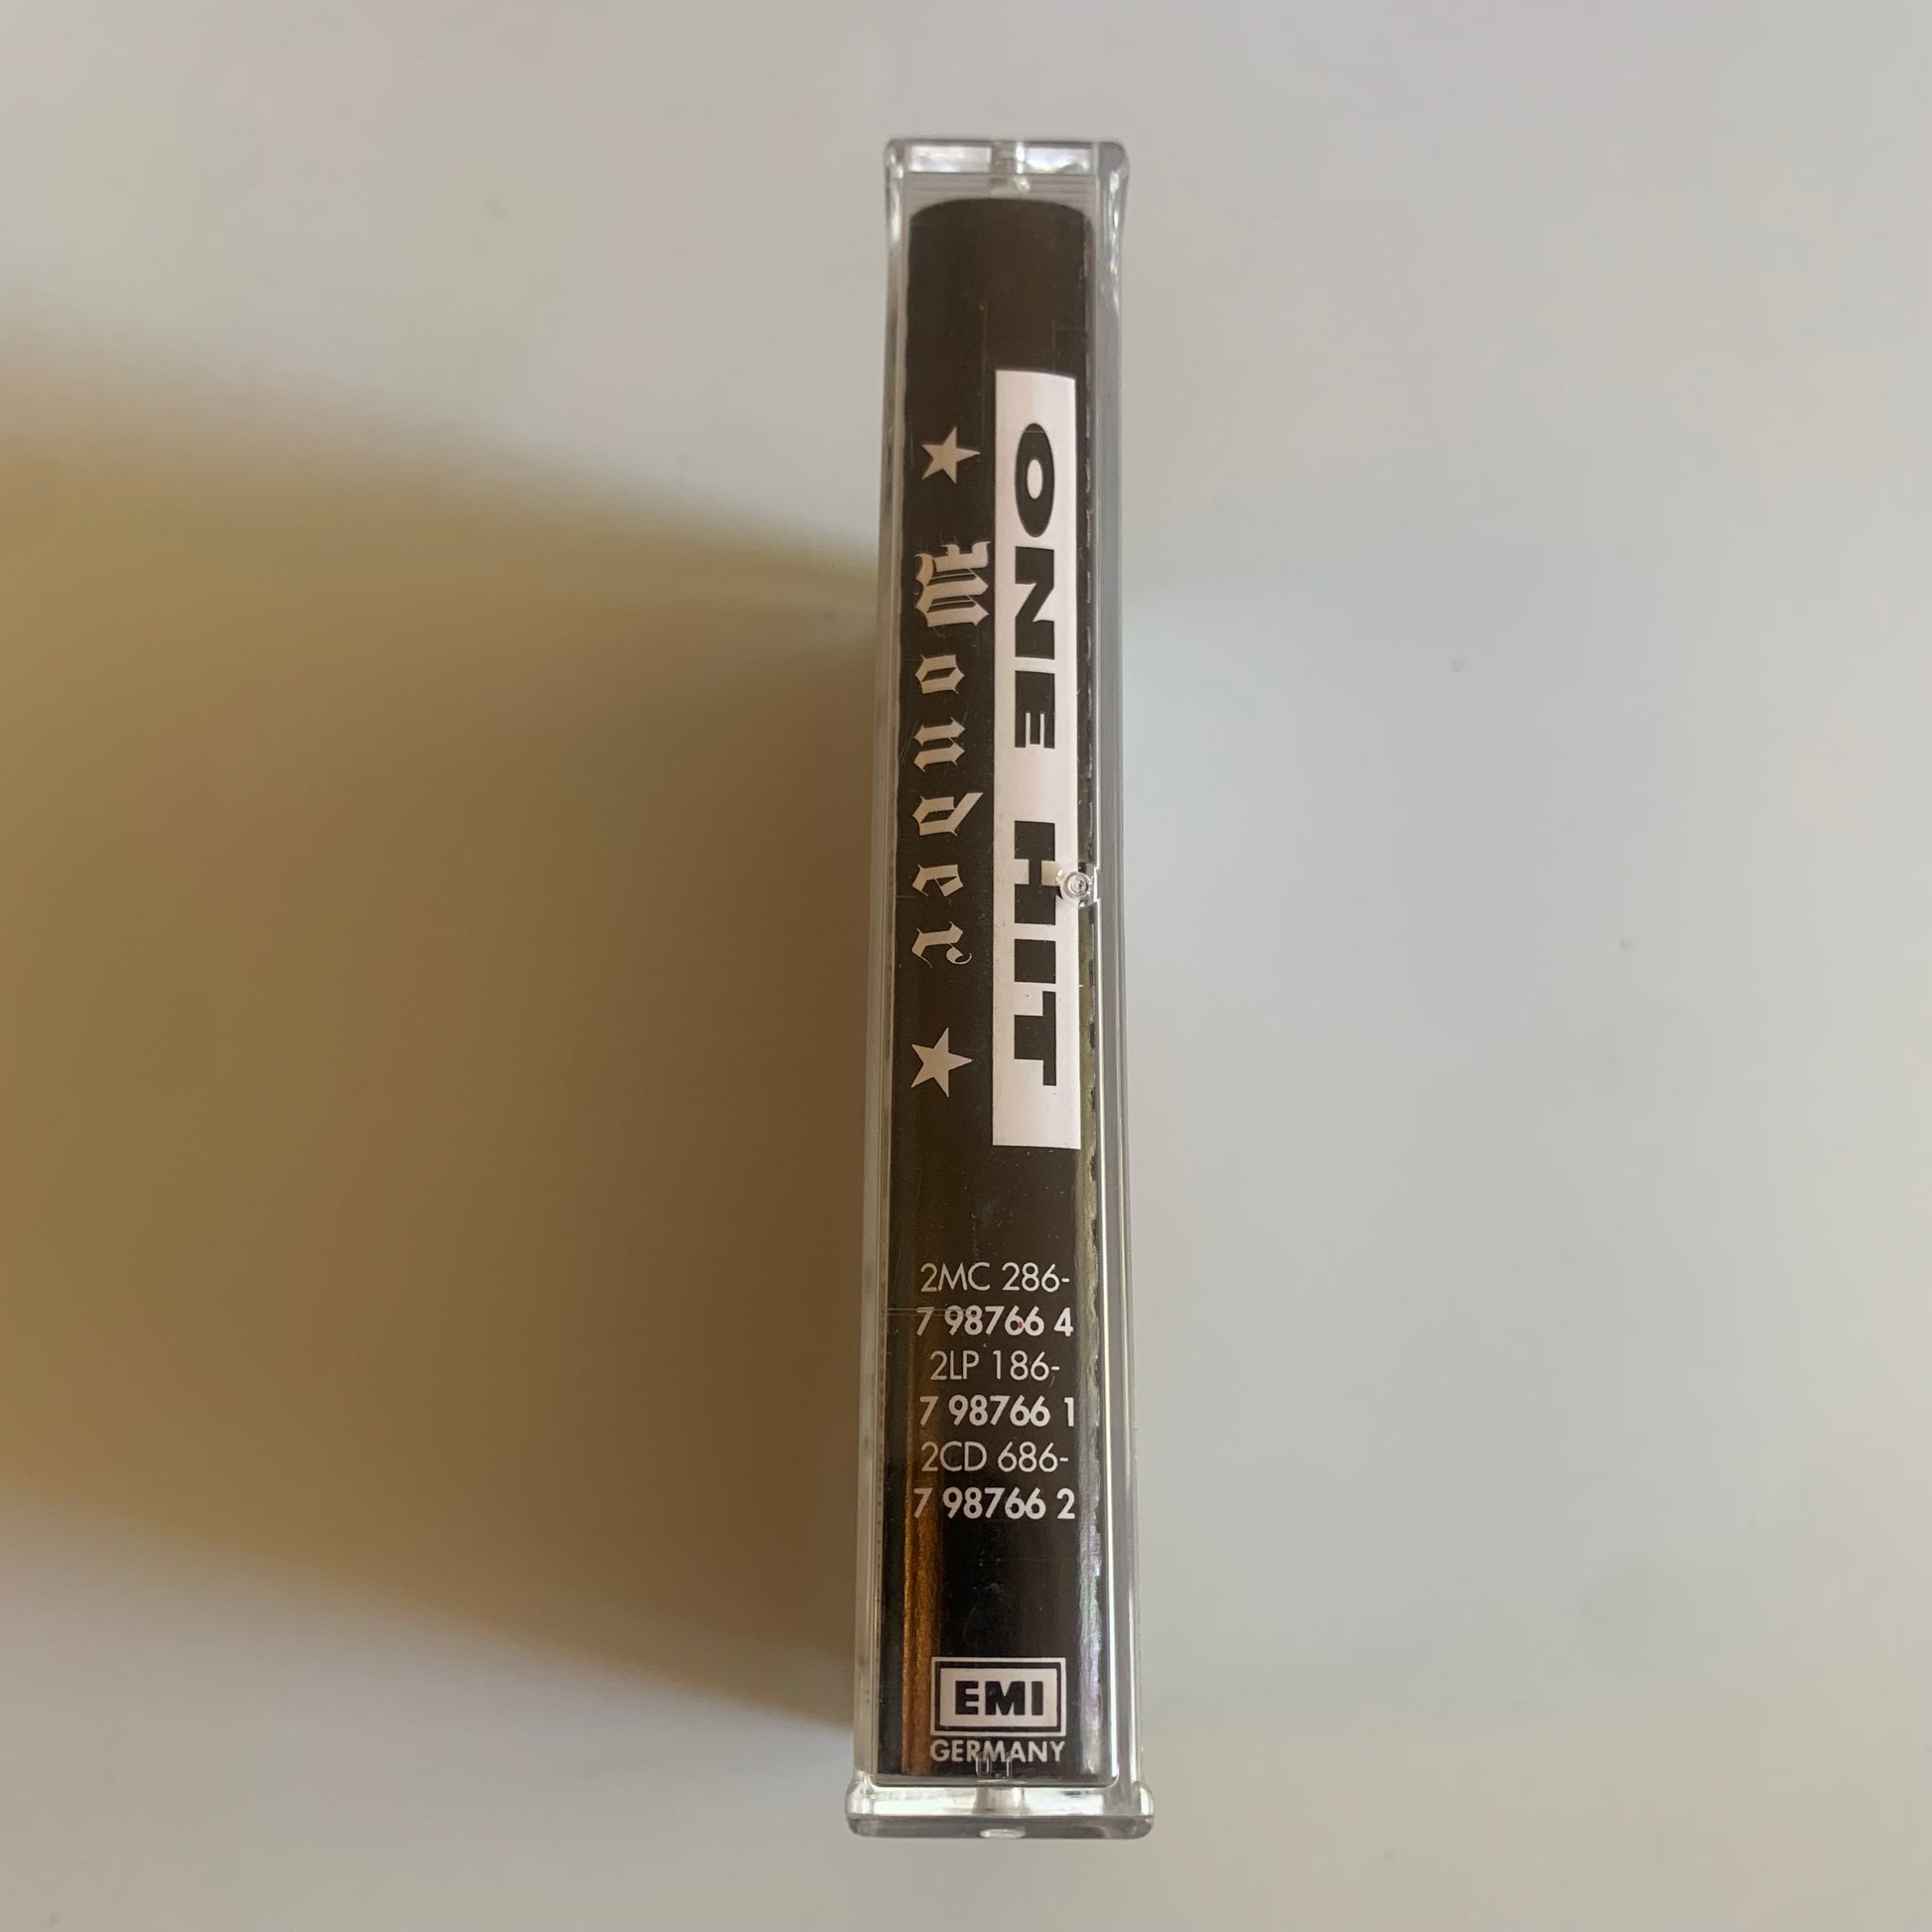 ONE HIT
★ Wonder ★
2MC 286-
7 98766 4
2LP 186-
7 98766 1
2CD 686-
7 98766 2
EMI
GERMANY